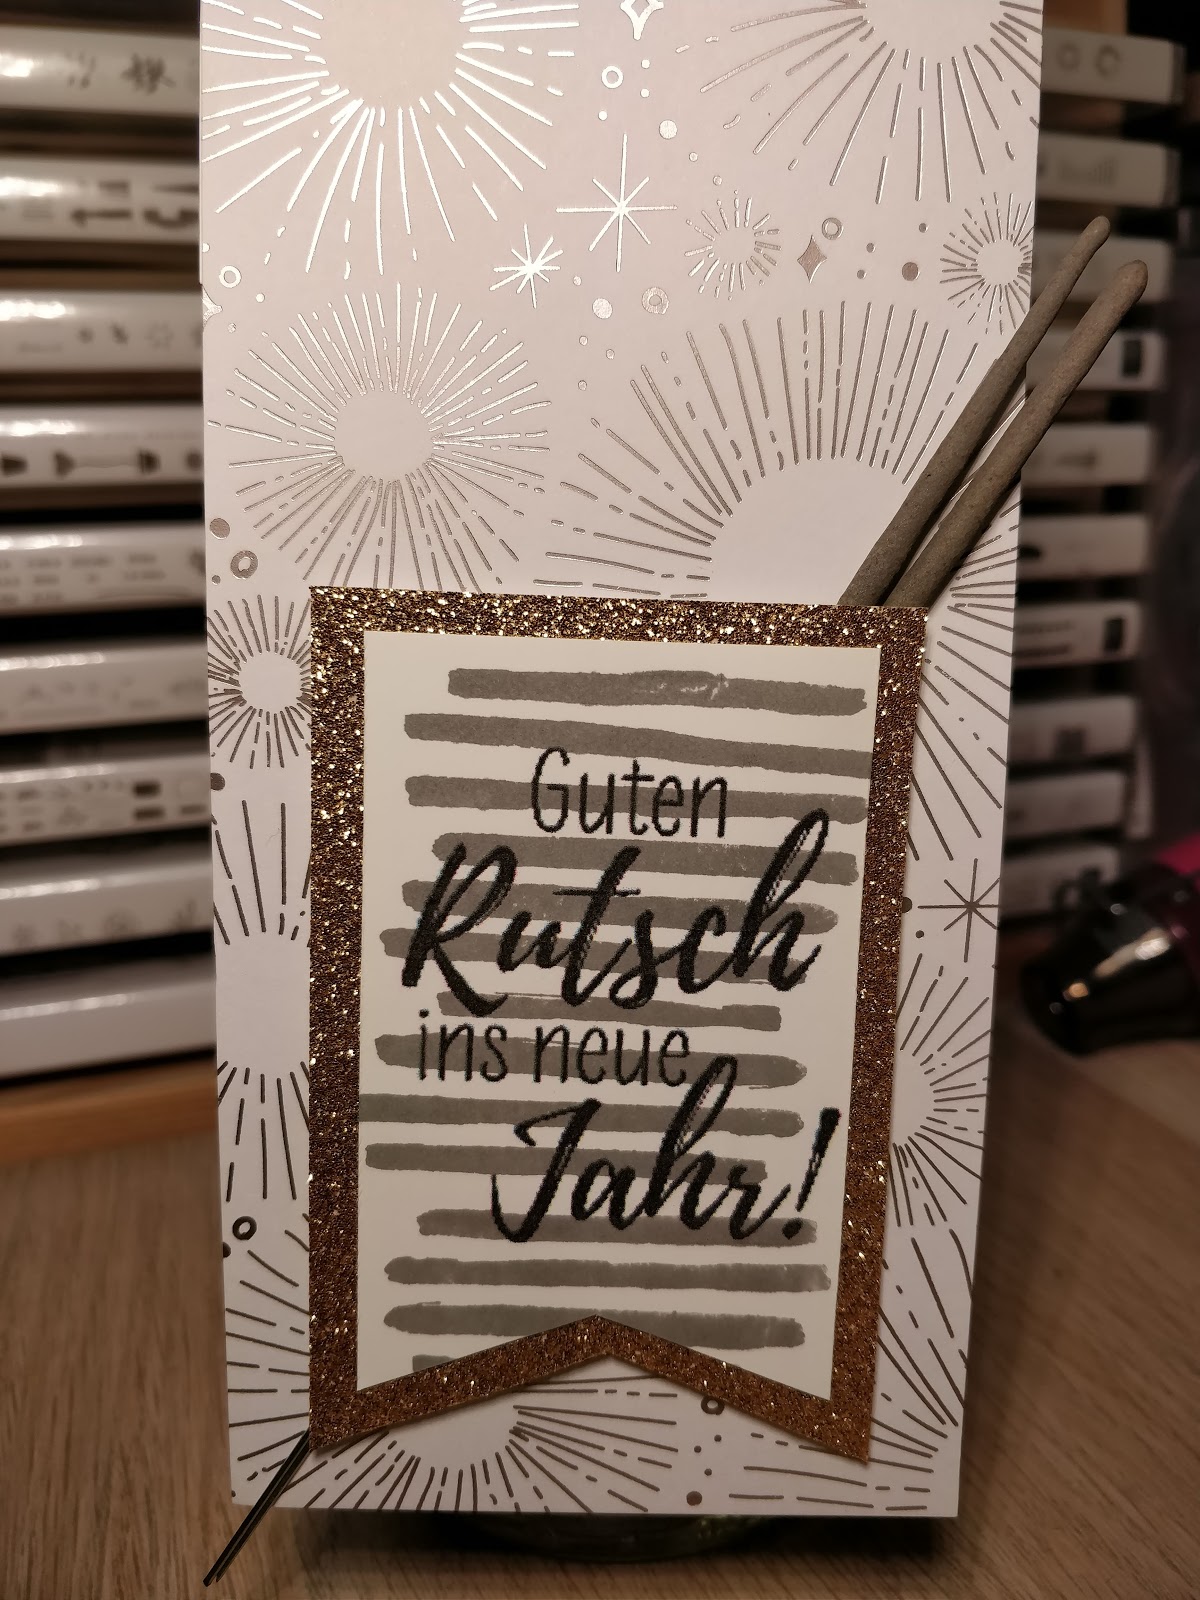 Guten
Rutsch
ins neue
Jahr!